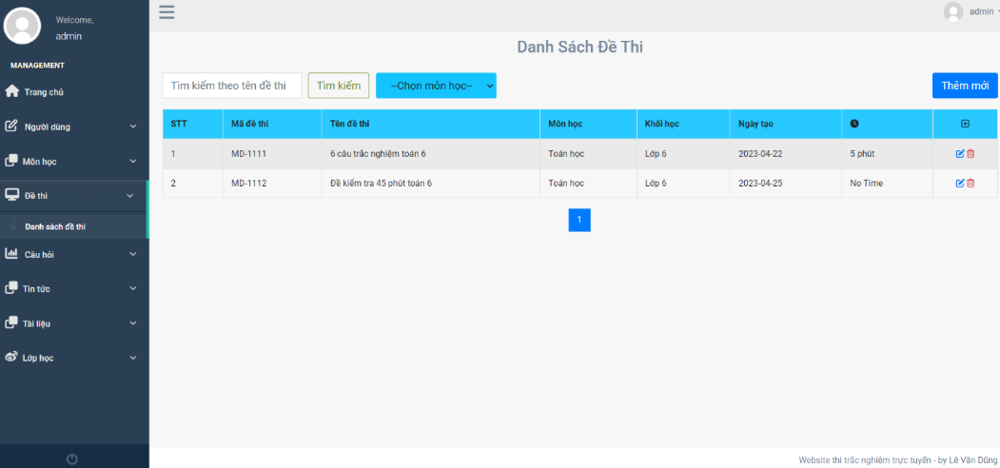 Welcome,
admin
MANAGEMENT
Trang chủ
Người dùng
Môn học
Đề thi
Danh sách đề thi
Câu hỏi
Tin tức
Tài liệu
Lớp học
admin
Danh Sách Đề Thi
Tìm kiếm theo tên đề thi Tìm kiếm --Chọn môn học-- Thêm mới
STT Mã đề thi Tên đề thi Môn học Khối học Ngày tạo
1 MD-1111 6 câu trắc nghiệm toán 6 Toán học Lớp 6 2023-04-22 5 phút
2 MD-1112 Đề kiểm tra 45 phút toán 6 Toán học Lớp 6 2023-04-25 No Time
1
Website thi trắc nghiệm trực tuyến - by Lê Văn Dũng